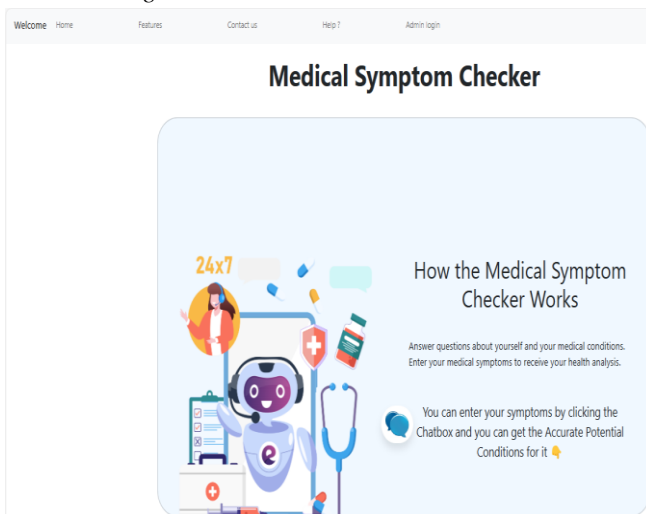 Welcome Home Features Contact us Help ? Admin login
Medical Symptom Checker
24x7
How the Medical Symptom
Checker Works
Answer questions about yourself and your medical conditions.
Enter your medical symptoms to receive your health analysis.
You can enter your symptoms by clicking the
Chatbox and you can get the Accurate Potential
Conditions for it 👇